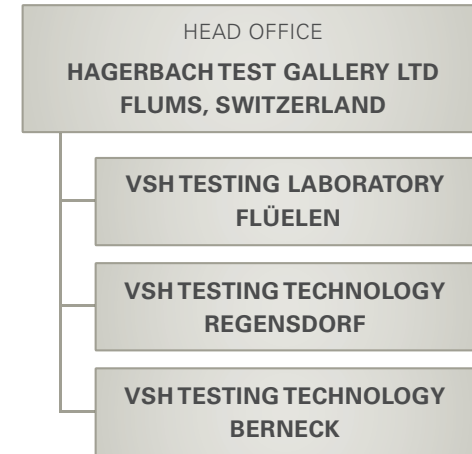 HEAD OFFICE
HAGERBACH TEST GALLERY LTD
FLUMS, SWITZERLAND
VSH TESTING LABORATORY
FLÜELEN
VSH TESTING TECHNOLOGY
REGENSDORF
VSH TESTING TECHNOLOGY
BERNECK